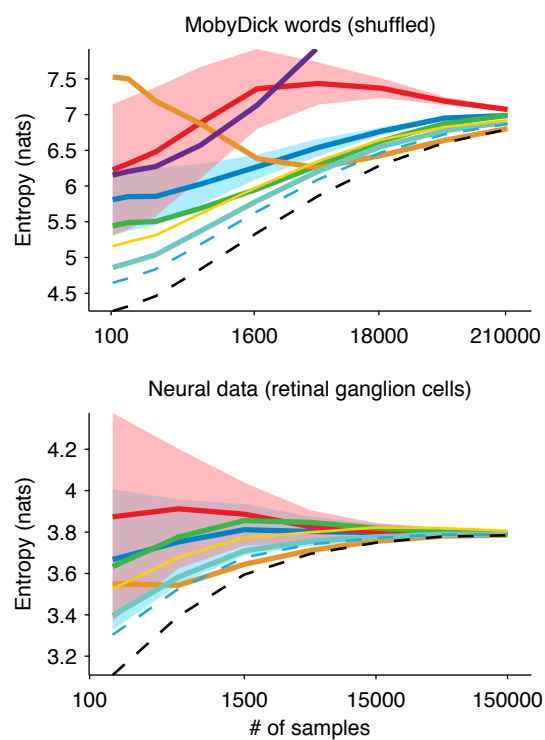 MobyDick words (shuffled)
7.5
7
6.5
6
5.5
5
4.5
Entropy (nats)
100 1600 18000 210000
Neural data (retinal ganglion cells)
4.2
4
3.8
3.6
3.4
3.2
Entropy (nats)
100 1500 15000 150000
# of samples